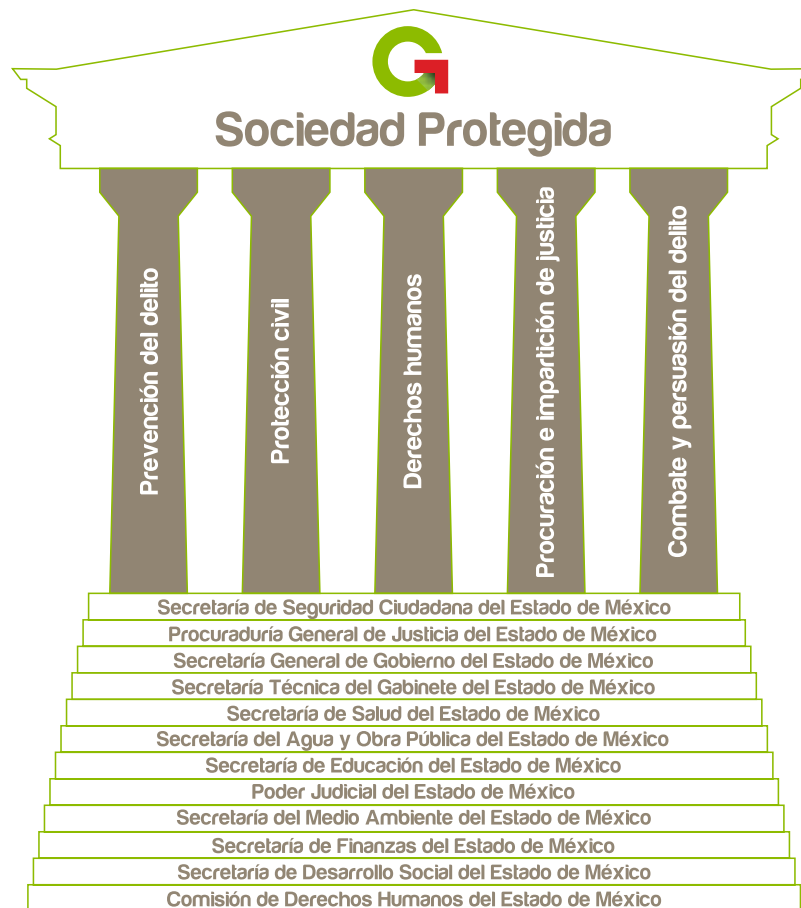 Sociedad Protegida
Prevención del delito
Protección civil
Derechos humanos
Procuración e impartición de justicia
Combate y persuasión del delito
Secretaría de Seguridad Ciudadana del Estado de México
Procuraduría General de Justicia del Estado de México
Secretaría General de Gobierno del Estado de México
Secretaría Técnica del Gabinete del Estado de México
Secretaría de Salud del Estado de México
Secretaría del Agua y Obra Pública del Estado de México
Secretaría de Educación del Estado de México
Poder Judicial del Estado de México
Secretaría del Medio Ambiente del Estado de México
Secretaría de Finanzas del Estado de México
Secretaría de Desarrollo Social del Estado de México
Comisión de Derechos Humanos del Estado de México